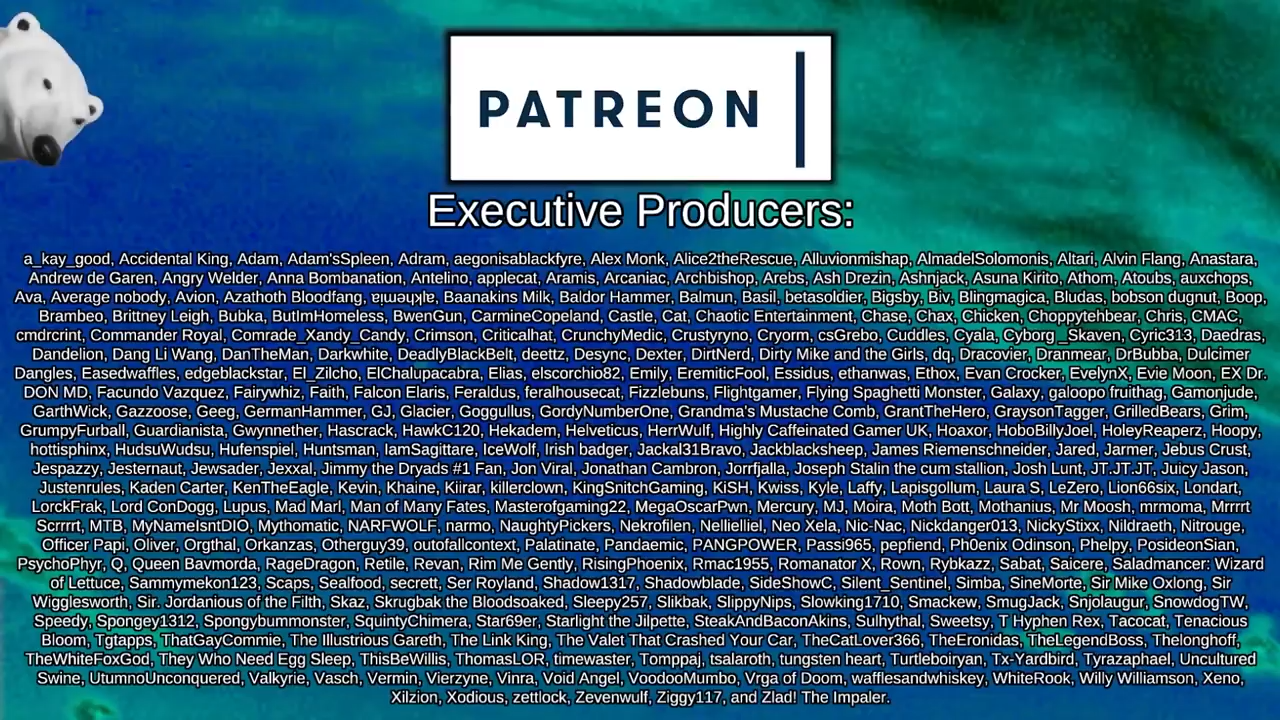 PATREON
Executive Producers:
a_kay_good, Accidental King, Adam, Adam'sSpleen, Adram, aegonisablackfyre, Alex Monk, Alice2theRescue, Alluvionmishap, AlmadelSolomonis, Altari, Alvin Flang, Anastara,
Andrew de Garen, Angry Welder, Anna Bombanation, Antelino, applecat, Aramis, Arcaniac, Archbishop, Arebs, Ash Drezin, Ashnjack, Asuna Kirito, Athom, Atoubs, auxchops,
Ava, Average nobody, Avion, Azathoth Bloodfang, Baanakins Milk, Baldor Hammer, Balmun, Basil, betasoldier, Bigsby, Biv, Blingmagica, Bludas, bobson dugnut, Boop,
Brambeo, Brittney Leigh, Bubka, ButImHomeless, BwenGun, CarmineCopeland, Castle, Cat, Chaotic Entertainment, Chase, Chax, Chicken, Choppytehbear, Chris, CMAC,
cmdrcrint, Commander Royal, Comrade_Xandy_Candy, Crimson, Criticalhat, CrunchyMedic, Crustyryno, Cryorm, csGrebo, Cuddles, Cyala, Cyborg _Skaven, Cyric313, Daedras,
Dandelion, Dang Li Wang, DanTheMan, Darkwhite, DeadlyBlackBelt, deettz, Desync, Dexter, DirtNerd, Dirty Mike and the Girls, dq, Dracovier, Dranmear, DrBubba, Dulcimer
Dangles, Easedwaffles, edgeblackstar, El_Zilcho, ElChalupacabra, Elias, elscorchio82, Emily, EremiticFool, Essidus, ethanwas, Ethox, Evan Crocker, EvelynX, Evie Moon, EX Dr.
DON MD, Facundo Vazquez, Fairywhiz, Faith, Falcon Elaris, Feraldus, feralhousecat, Fizzlebuns, Flightgamer, Flying Spaghetti Monster, Galaxy, galoopo fruithag, Gamonjude,
GarthWick, Gazzoose, Geeg, GermanHammer, GJ, Glacier, Goggullus, GordyNumberOne, Grandma's Mustache Comb, GrantTheHero, GraysonTagger, GrilledBears, Grim,
GrumpyFurball, Guardianista, Gwynnether, Hascrack, HawkC120, Hekadem, Helveticus, HerrWulf, Highly Caffeinated Gamer UK, Hoaxor, HoboBillyJoel, HoleyReaperz, Hoopy,
hottisphinx, HudsuWudsu, Hufenspiel, Huntsman, IamSagittare, IceWolf, Irish badger, Jackal31Bravo, Jackblacksheep, James Riemenschneider, Jared, Jarmer, Jebus Crust,
Jespazzy, Jesternaut, Jewsader, Jexxal, Jimmy the Dryads #1 Fan, Jon Viral, Jonathan Cambron, Jorrfjalla, Joseph Stalin the cum stallion, Josh Lunt, JT.JT.JT, Juicy Jason,
Justenrules, Kaden Carter, KenTheEagle, Kevin, Khaine, Kiirar, killerclown, KingSnitchGaming, KiSH, Kwiss, Kyle, Laffy, Lapisgollum, Laura S, LeZero, Lion66six, Londart,
LorckFrak, Lord ConDogg, Lupus, Mad Marl, Man of Many Fates, Masterofgaming22, MegaOscarPwn, Mercury, MJ, Moira, Moth Bott, Mothanius, Mr Moosh, mrmoma, Mrrrrt
Scrrrrt, MTB, MyNameIsntDIO, Mythomatic, NARFWOLF, narmo, NaughtyPickers, Nekrofilen, Nellielliel, Neo Xela, Nic-Nac, Nickdanger013, NickyStixx, Nildraeth, Nitrouge,
Officer Papi, Oliver, Orgthal, Orkanzas, Otherguy39, outofallcontext, Palatinate, Pandaemic, PANGPOWER, Passi965, pepfiend, Ph0enix Odinson, Phelpy, PosideonSian,
PsychoPhyr, Q, Queen Bavmorda, RageDragon, Retile, Revan, Rim Me Gently, RisingPhoenix, Rmac1955, Romanator X, Rown, Rybkazz, Sabat, Saicere, Saladmancer: Wizard
of Lettuce, Sammymekon123, Scaps, Sealfood, secrett, Ser Royland, Shadow1317, Shadowblade, SideShowC, Silent_Sentinel, Simba, SineMorte, Sir Mike Oxlong, Sir
Wigglesworth, Sir. Jordanious of the Filth, Skaz, Skrugbak the Bloodsoaked, Sleepy257, Slikbak, SlippyNips, Slowking1710, Smackew, SmugJack, Snjolaugur, SnowdogTW,
Speedy, Spongey1312, Spongybummonster, SquintyChimera, Star69er, Starlight the Jilpette, SteakAndBaconAkins, Sulhythal, Sweetsy, T Hyphen Rex, Tacocat, Tenacious
Bloom, Tgtapps, ThatGayCommie, The Illustrious Gareth, The Link King, The Valet That Crashed Your Car, TheCatLover366, TheEronidas, TheLegendBoss, Thelonghoff,
TheWhiteFoxGod, They Who Need Egg Sleep, ThisBeWillis, ThomasLOR, timewaster, Tomppaj, tsalaroth, tungsten heart, Turtleboiryan, Tx-Yardbird, Tyrazaphael, Uncultured
Swine, UtumnoUnconquered, Valkyrie, Vasch, Vermin, Vierzyne, Vinra, Void Angel, VoodooMumbo, Vrga of Doom, wafflesandwhiskey, WhiteRook, Willy Williamson, Xeno,
Xilzion, Xodious, zettlock, Zevenwulf, Ziggy117, and Zlad! The Impaler.